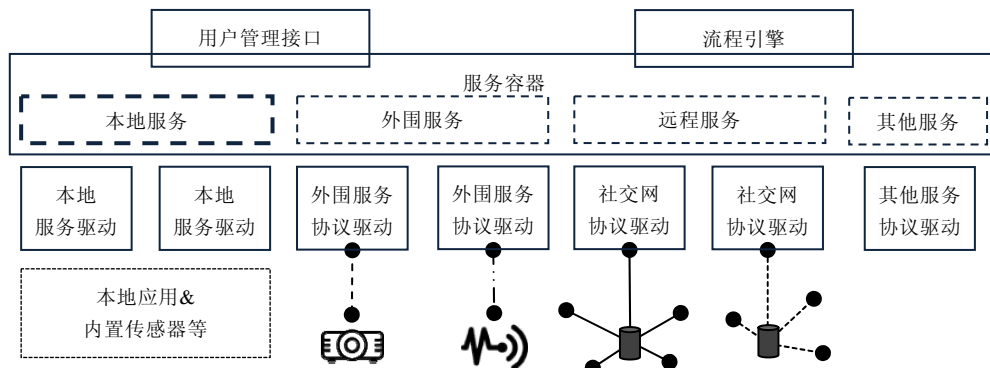 用户管理接口
流程引擎
服务容器
本地服务
外围服务
远程服务
其他服务
本地
服务驱动
本地
服务驱动
外围服务
协议驱动
外围服务
协议驱动
社交网
协议驱动
社交网
协议驱动
其他服务
协议驱动
本地应用&
内置传感器等